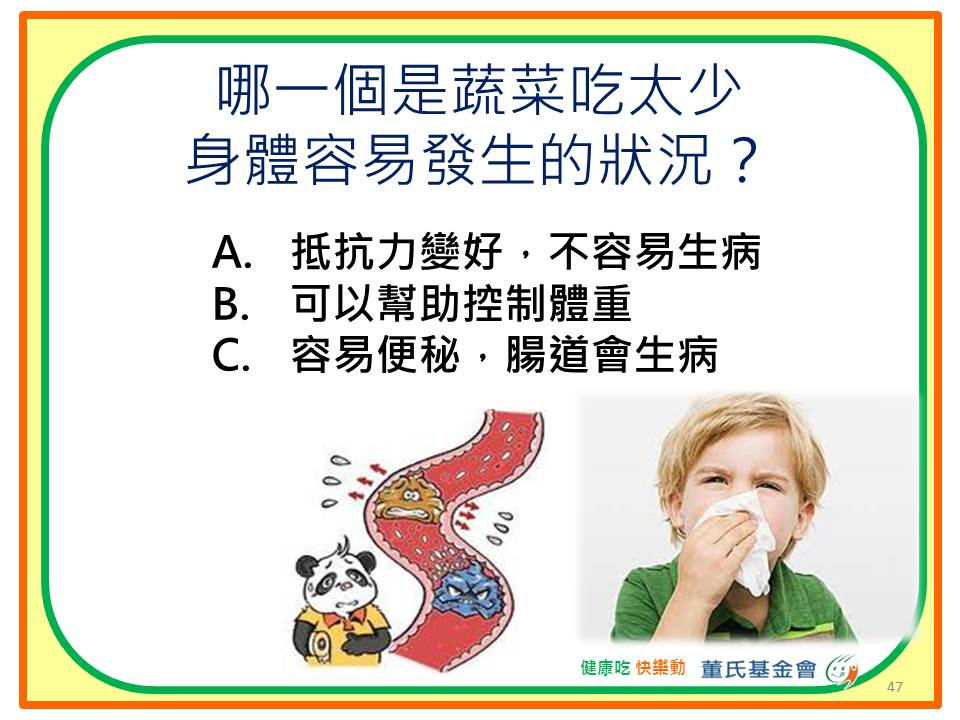 哪一個是蔬菜吃太少
身體容易發生的狀況？
A. 抵抗力變好，不容易生病
B. 可以幫助控制體重
C. 容易便秘，腸道會生病
健康吃 快樂動 董氏基金會
47